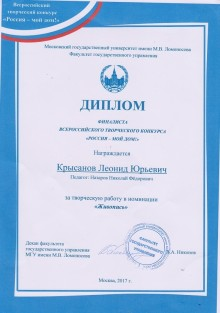 Всероссийский
творческий конкурс
«Россия – мой дом!»
Московский государственный университет имени М.В. Ломоносова
Факультет государственного управления
ДИПЛОМ
ФИНАЛИСТА
ВСЕРОССИЙСКОГО ТВОРЧЕСКОГО КОНКУРСА
«РОССИЯ – МОЙ ДОМ!»
Награждается
Крысанов Леонид Юрьевич
Педагог: Назаров Николай Фёдорович
за творческую работу в номинации
«Живопись»
Декан факультета
государственного управления
МГУ имени М.В. Ломоносова
В.А. Никонов
Москва, 2017 г.